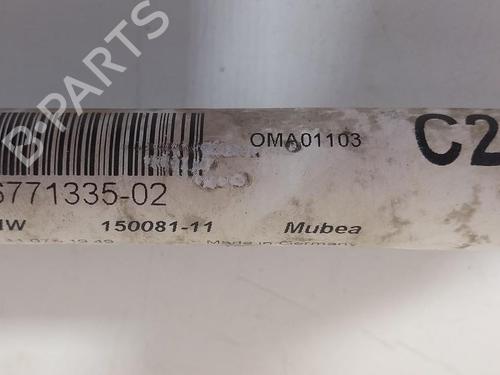 B-PARTS
OMA01103
C2
6771335-02
150081-11 Mubea
Made in Germany